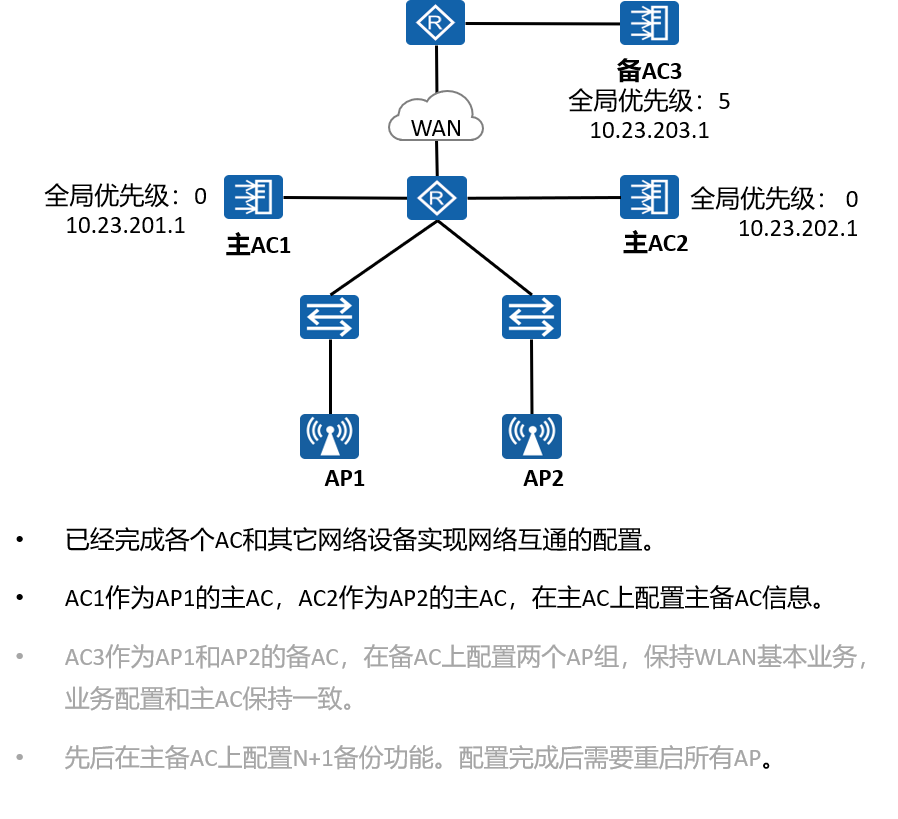 R
备AC3
全局优先级：5
10.23.203.1
WAN
全局优先级：0
10.23.201.1
主AC1
R
全局优先级： 0
10.23.202.1
主AC2
AP1
AP2
• 已经完成各个AC和其它网络设备实现网络互通的配置。
• AC1作为AP1的主AC，AC2作为AP2的主AC，在主AC上配置主备AC信息。
• AC3作为AP1和AP2的备AC，在备AC上配置两个AP组，保持WLAN基本业务，
业务配置和主AC保持一致。
• 先后在主备AC上配置N+1备份功能。配置完成后需要重启所有AP。